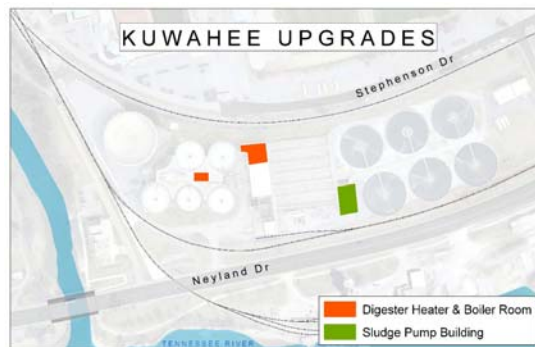 KUWAHEE UPGRADES
Stephenson Dr
Neyland Dr
Digester Heater & Boiler Room
Sludge Pump Building
TENNESSEE RIVER